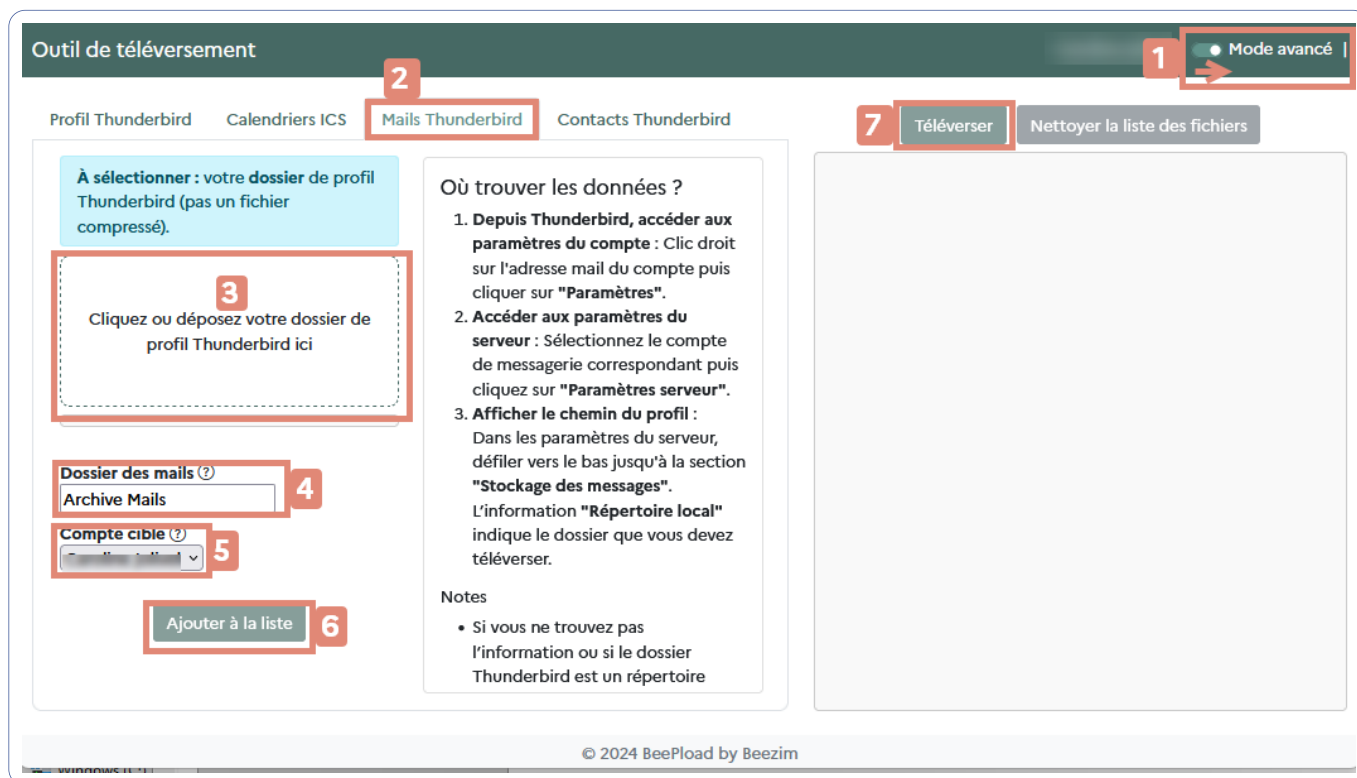 Outil de téléversement
1
Mode avancé |
2
Profil Thunderbird
Calendriers ICS
Mails Thunderbird
Contacts Thunderbird
7
Téléverser
Nettoyer la liste des fichiers
À sélectionner : votre dossier de profil
Thunderbird (pas un fichier
compressé).
3
Cliquez ou déposez votre dossier de
profil Thunderbird ici
Dossier des mails ?
Archive Mails
4
Compte cible ?
5
Ajouter à la liste
6
Où trouver les données ?
1. Depuis Thunderbird, accéder aux
paramètres du compte : Clic droit
sur l'adresse mail du compte puis
cliquer sur "Paramètres".
2. Accéder aux paramètres du
serveur : Sélectionnez le compte
de messagerie correspondant puis
cliquez sur "Paramètres serveur".
3. Afficher le chemin du profil :
Dans les paramètres du serveur,
défiler vers le bas jusqu'à la section
"Stockage des messages".
L'information "Répertoire local"
indique le dossier que vous devez
téléverser.
Notes
• Si vous ne trouvez pas
l'information ou si le dossier
Thunderbird est un répertoire
© 2024 BeePload by Beezim